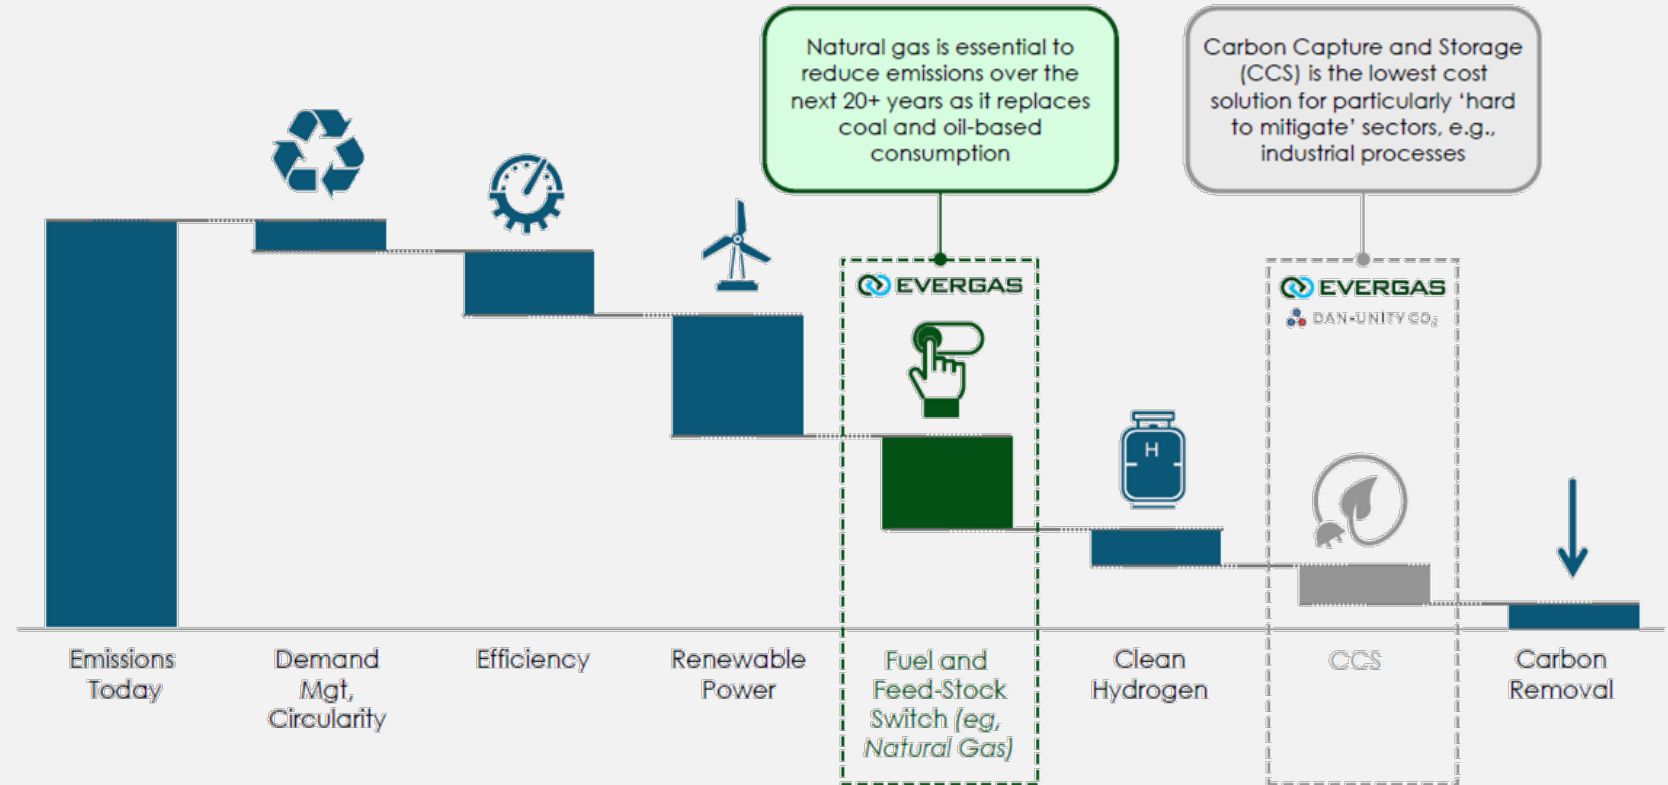 Natural gas is essential to
reduce emissions over the
next 20+ years as it replaces
coal and oil-based
consumption
Carbon Capture and Storage
(CCS) is the lowest cost
solution for particularly ‘hard
to mitigate’ sectors, e.g.,
industrial processes
EVERGAS
EVERGAS
DAN-UNITY CO₂
H
Emissions
Today
Demand
Mgt,
Circularity
Efficiency
Renewable
Power
Fuel and
Feed-Stock
Switch (eg,
Natural Gas)
Clean
Hydrogen
CCS
Carbon
Removal